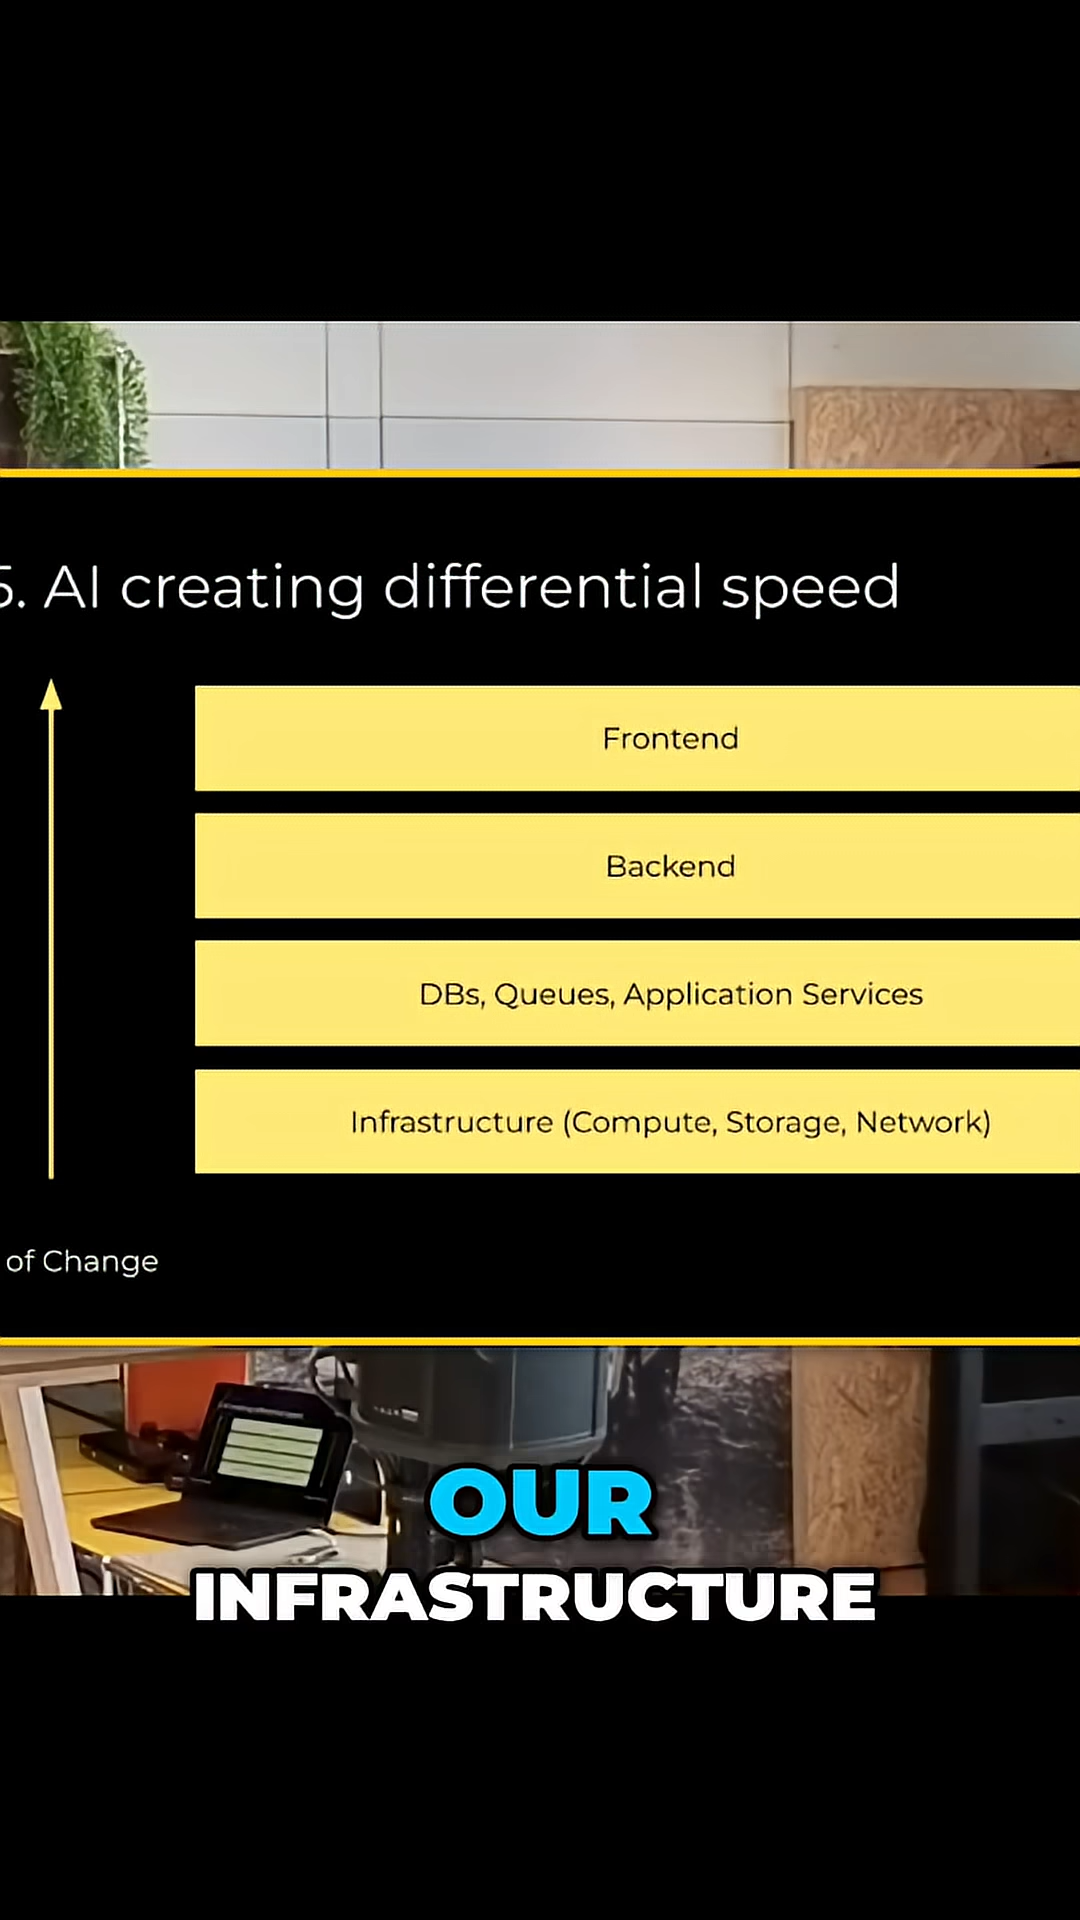 5. AI creating differential speed
Frontend
Backend
DBs, Queues, Application Services
Infrastructure (Compute, Storage, Network)
of Change
OUR
INFRASTRUCTURE